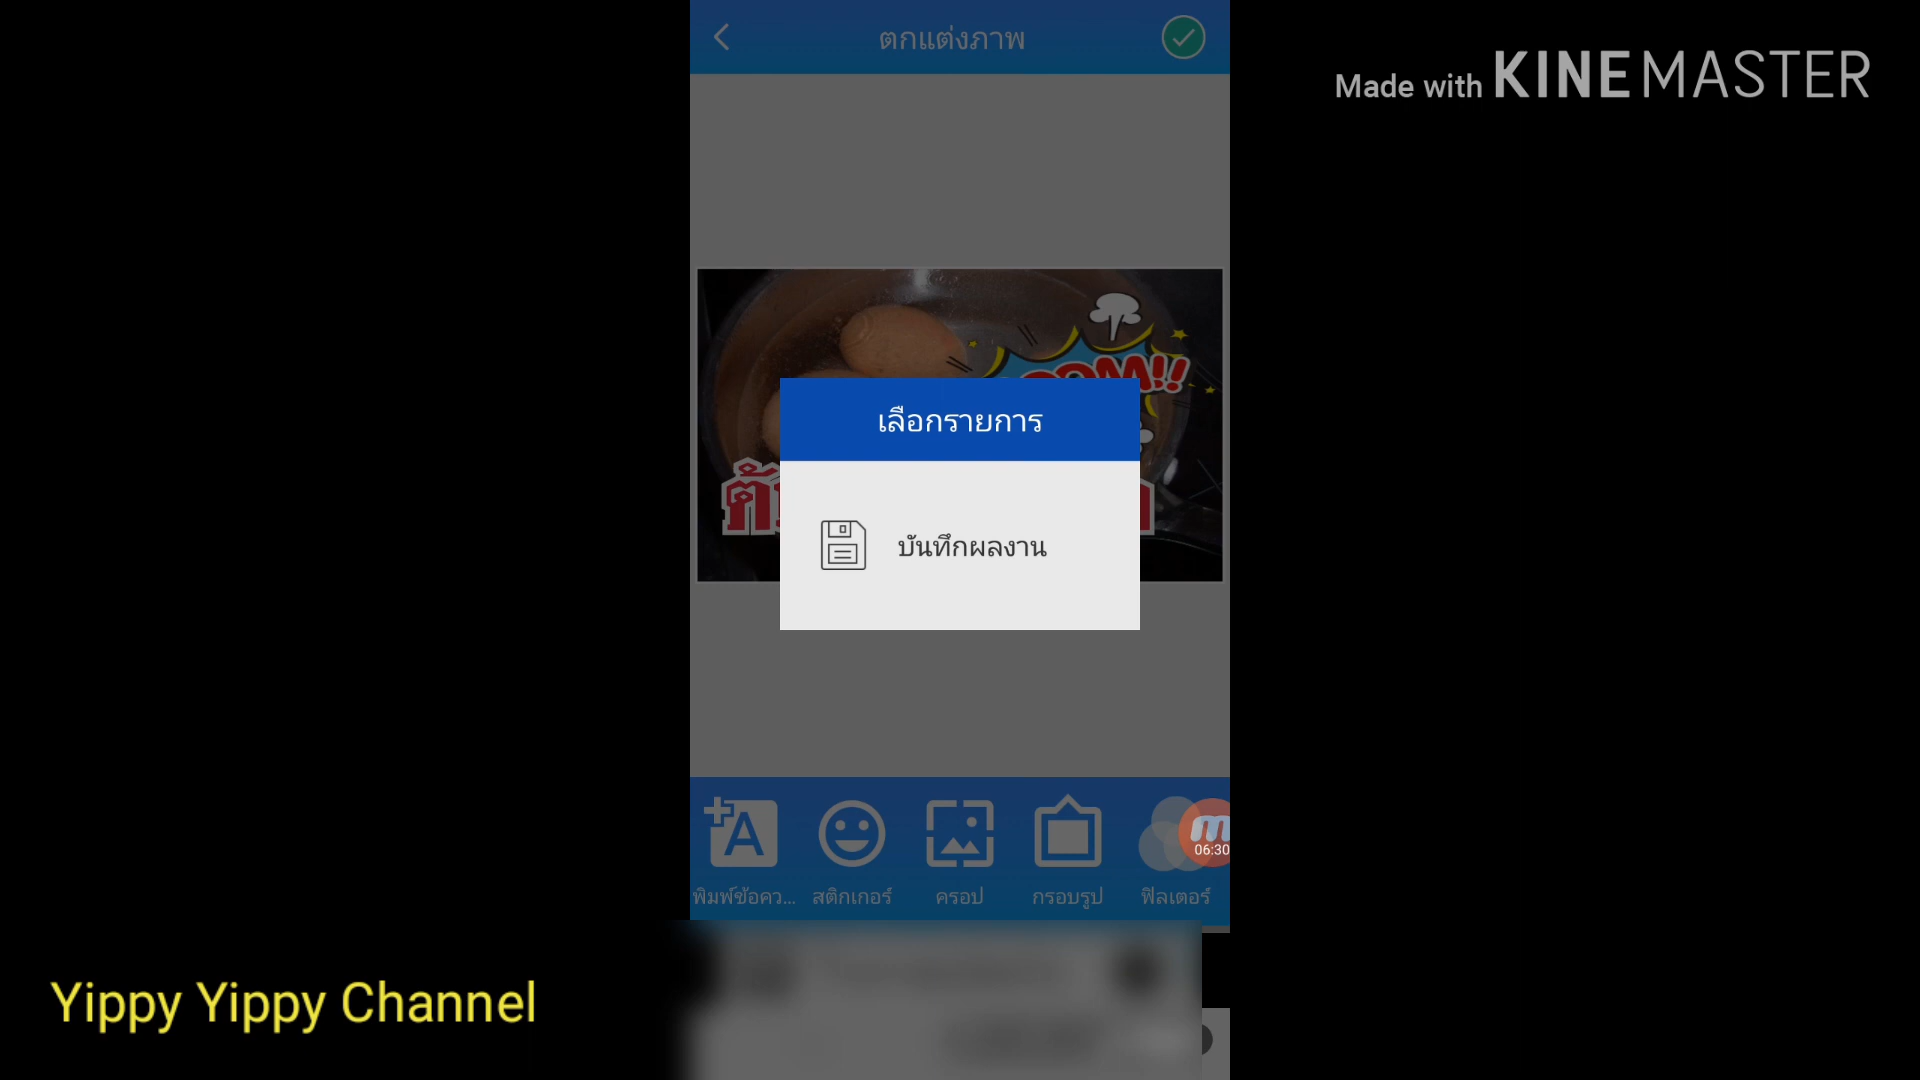 ตกแต่งภาพ
Made with KINEMASTER
เลือกรายการ
บันทึกผลงาน
06:30
พิมพ์ข้อคว...
สติกเกอร์
ครอป
กรอบรูป
ฟิลเตอร์
Yippy Yippy Channel